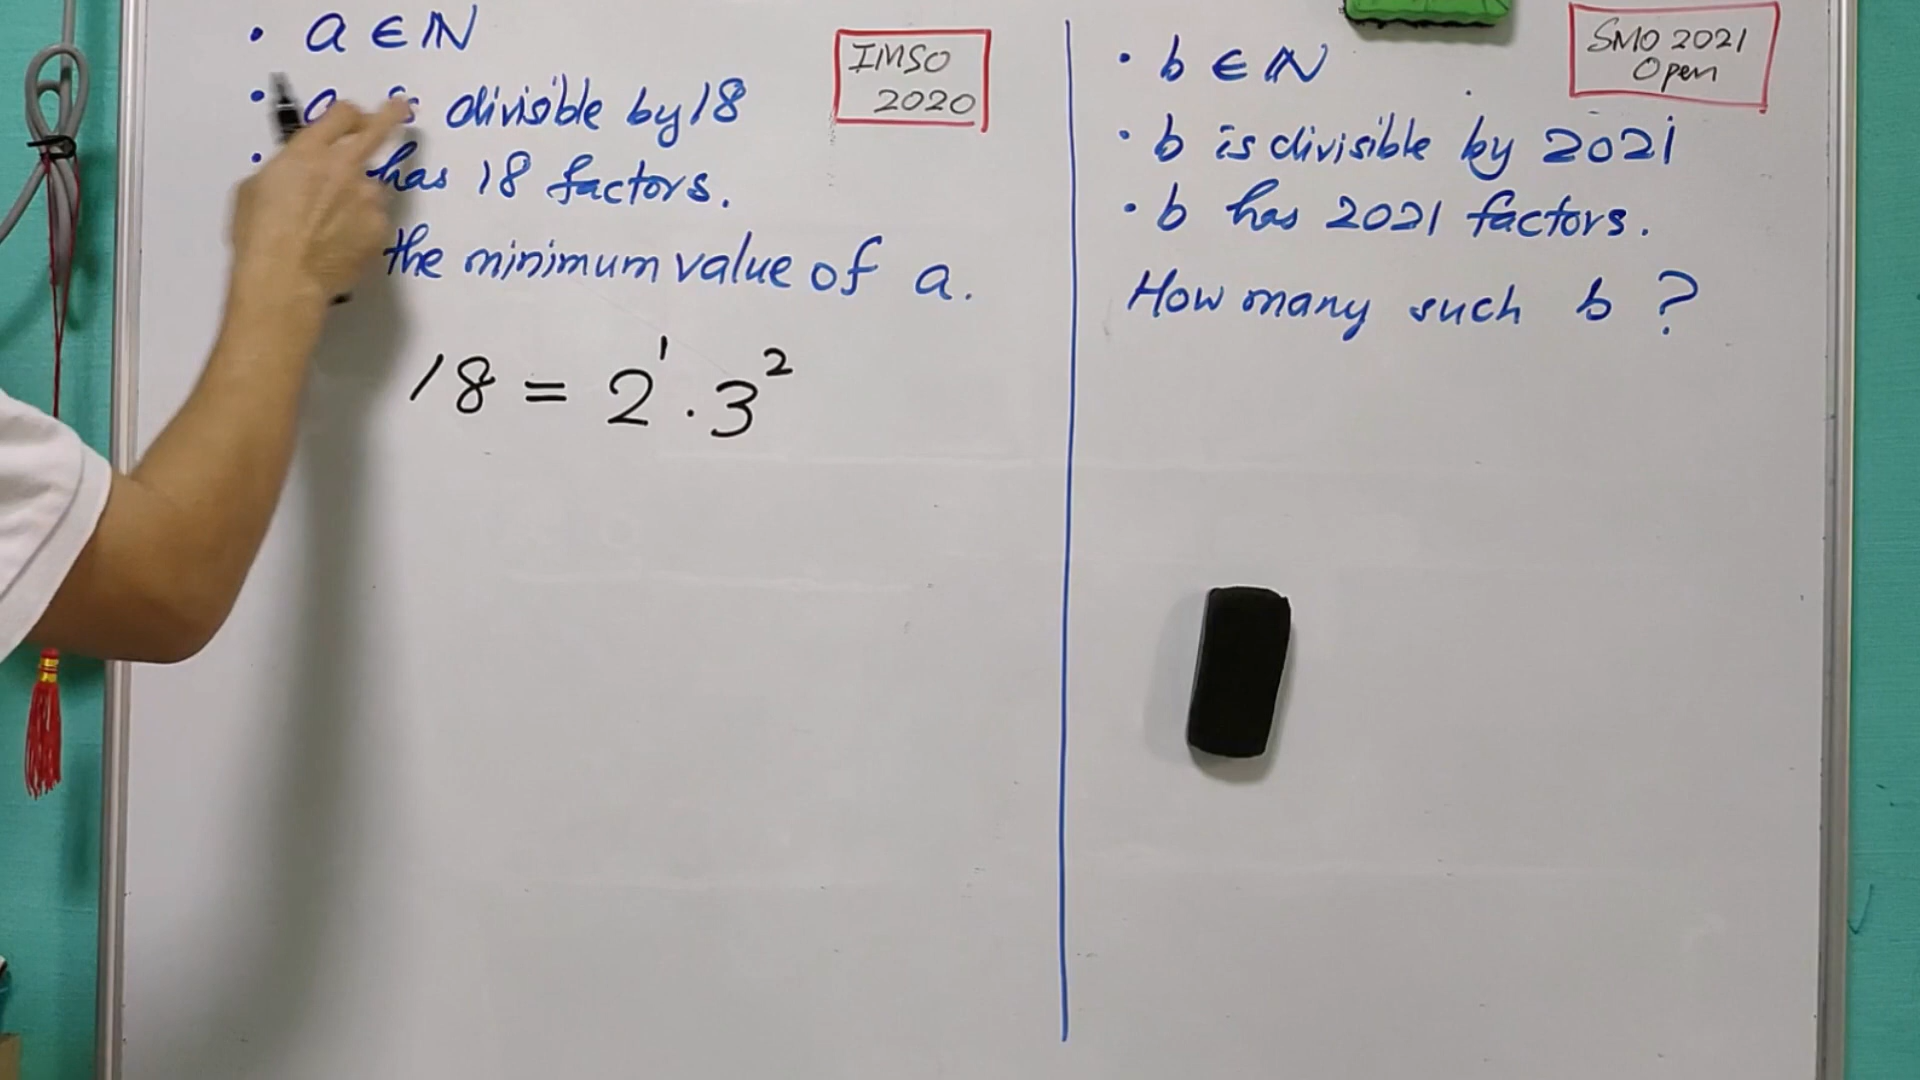 • a ∈ ℕ
• a is divisible by 18
• has 18 factors.
the minimum value of a.
IMSO
2020
18 = 2¹ · 3²
• b ∈ ℕ
• b is divisible by 2021
• b has 2021 factors.
How many such b ?
SMO 2021
Open